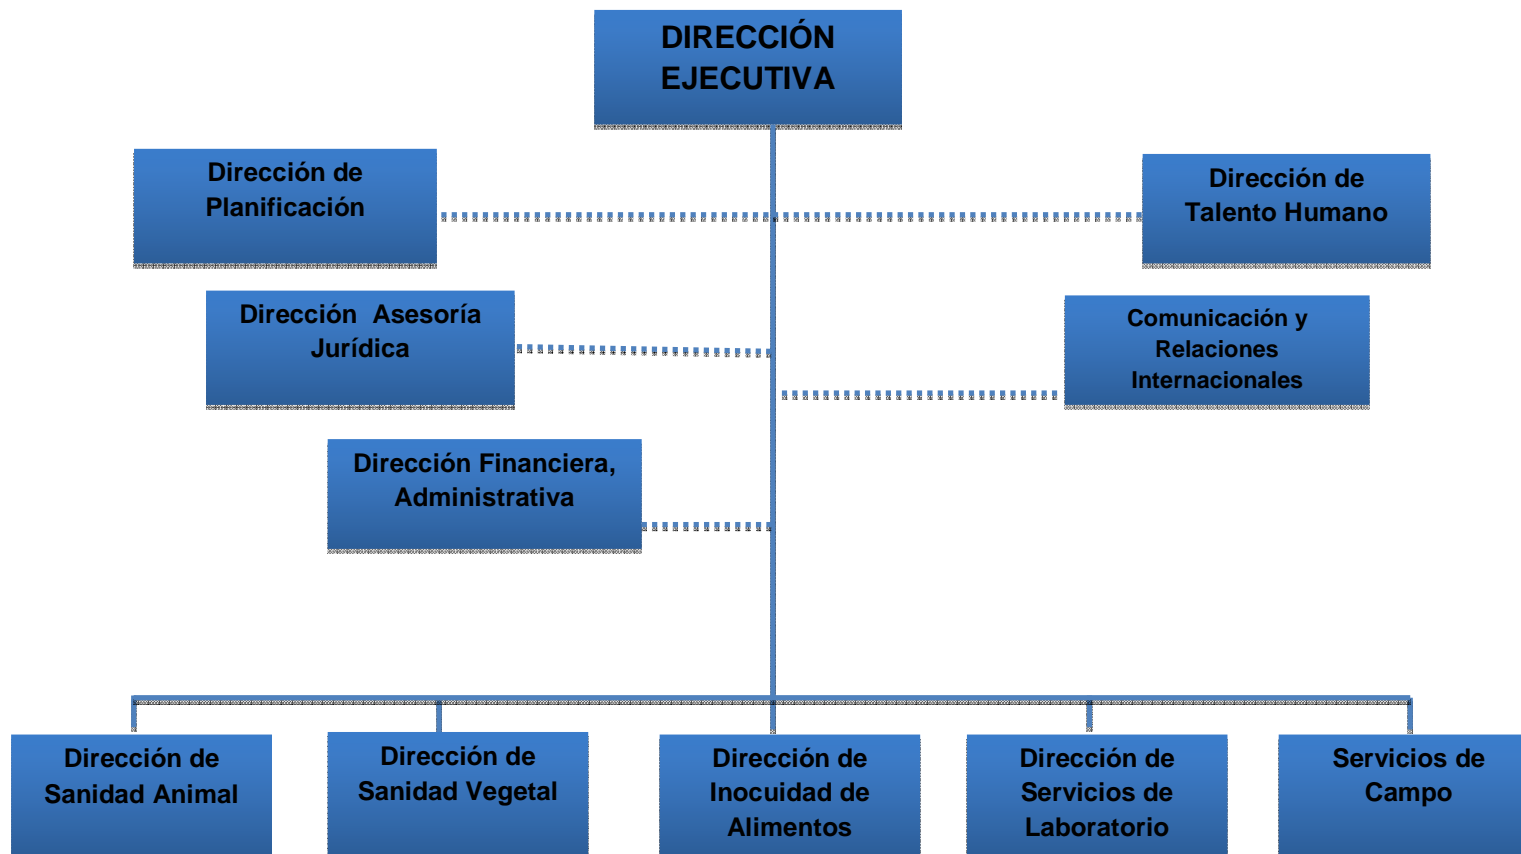 DIRECCIÓN
EJECUTIVA
Dirección de
Planificación
Dirección de
Talento Humano
Dirección Asesoría
Jurídica
Comunicación y
Relaciones
Internacionales
Dirección Financiera,
Administrativa
Dirección de
Sanidad Animal
Dirección de
Sanidad Vegetal
Dirección de
Inocuidad de
Alimentos
Dirección de
Servicios de
Laboratorio
Servicios de
Campo